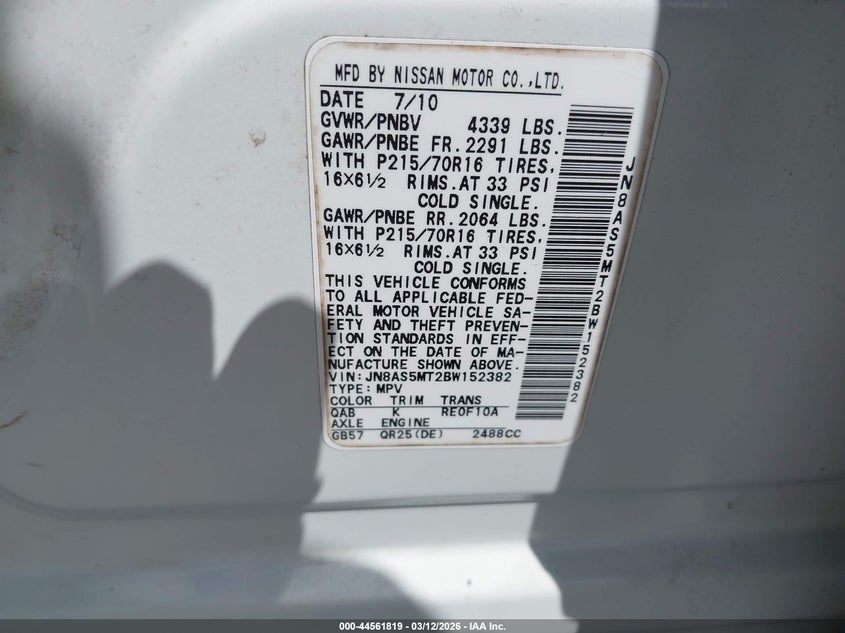 MFD BY NISSAN MOTOR CO.,LTD.
DATE 7/10
GVWR/PNBV 4339 LBS.
GAWR/PNBE FR.2291 LBS.
WITH P215/70R16 TIRES,
16X6½ RIMS.AT 33 PSI
COLD SINGLE.
GAWR/PNBE RR.2064 LBS.
WITH P215/70R16 TIRES,
16X6½ RIMS.AT 33 PSI
COLD SINGLE.
THIS VEHICLE CONFORMS
TO ALL APPLICABLE FED-
ERAL MOTOR VEHICLE SA-
FETY AND THEFT PREVEN-
TION STANDARDS IN EFF-
ECT ON THE DATE OF MA-
NUFACTURE SHOWN ABOVE.
VIN:JN8AS5MT2BW152382
TYPE:MPV
COLOR TRIM TRANS
QAB K RE0F10A
AXLE ENGINE
GB57 QR25(DE) 2488CC
JN8AS5MT2BW152382
000-44561819 - 03/12/2026 - IAA Inc.